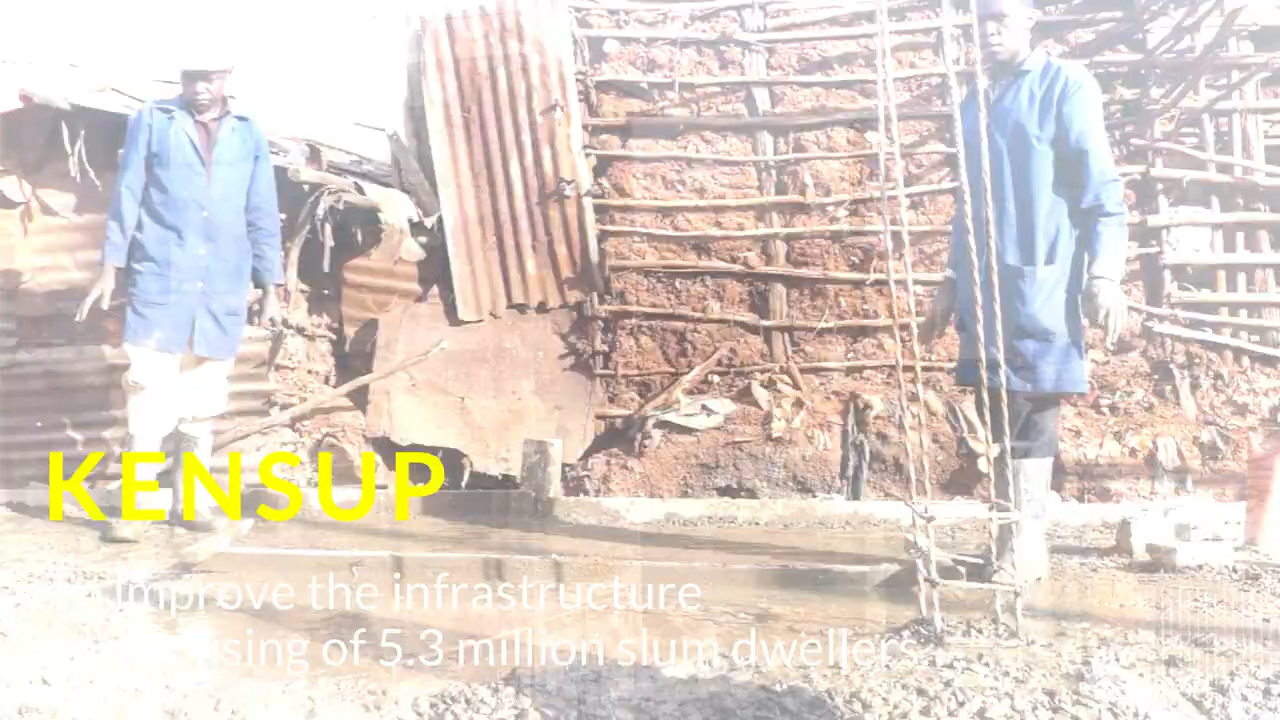 KENSUP
improve the infrastructure
of 5.3 million slum dwellers